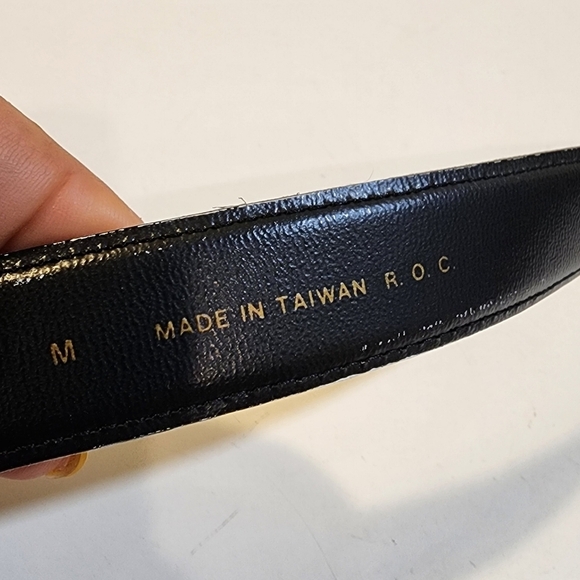 M MADE IN TAIWAN R. O. C.